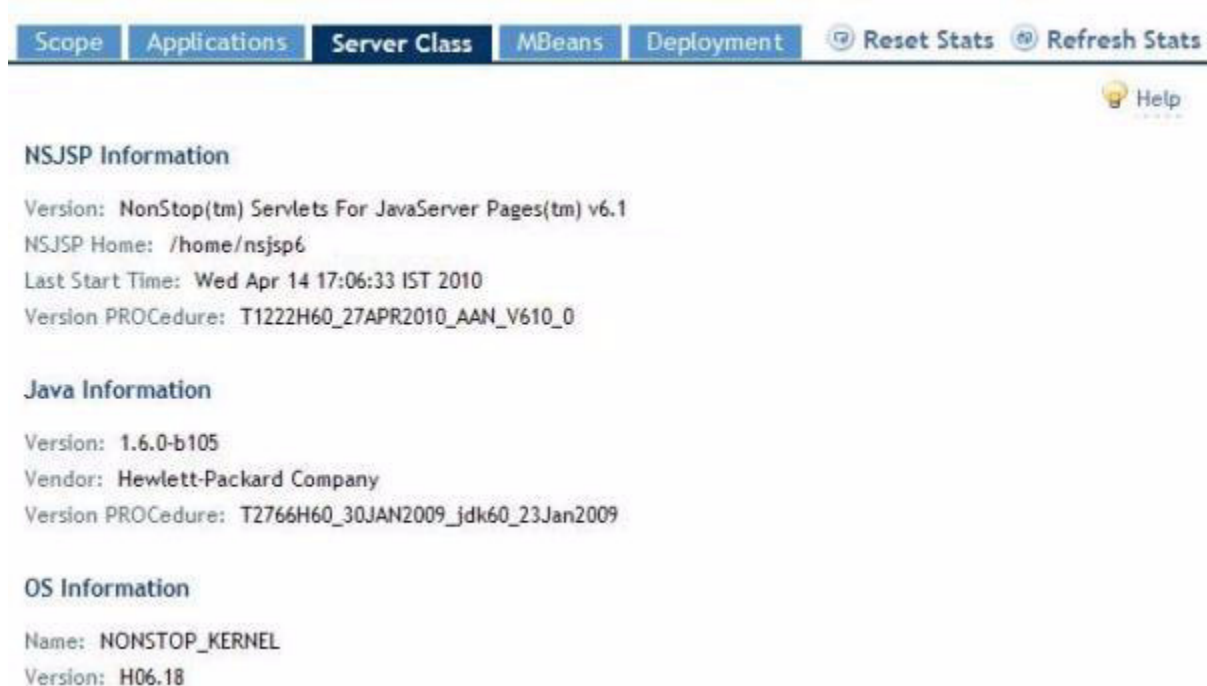 Scope Applications Server Class MBeans Deployment Reset Stats Refresh Stats
Help
NSJSP Information
Version: NonStop(tm) Servlets For JavaServer Pages(tm) v6.1
NSJSP Home: /home/nsjsp6
Last Start Time: Wed Apr 14 17:06:33 IST 2010
Version PROCedure: T1222H60_27APR2010_AAN_V610_0
Java Information
Version: 1.6.0-b105
Vendor: Hewlett-Packard Company
Version PROCedure: T2766H60_30JAN2009_jdk60_23Jan2009
OS Information
Name: NONSTOP_KERNEL
Version: H06.18